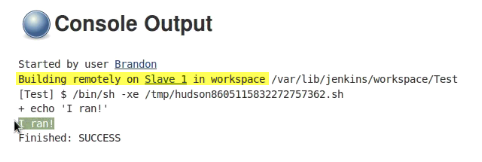 Console Output
Started by user Brandon
Building remotely on Slave 1 in workspace /var/lib/jenkins/workspace/Test
[Test] $ /bin/sh -xe /tmp/hudson8605115832272757362.sh
+ echo 'I ran!'
I ran!
Finished: SUCCESS